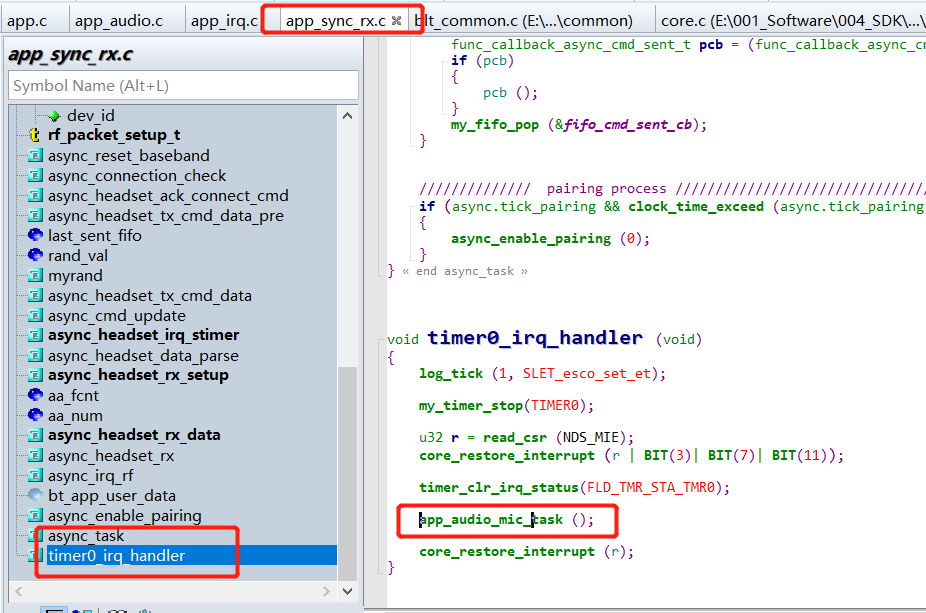 app.c app_audio.c app_irq.c app_sync_rx.c blt_common.c (E:\...\common) core.c (E:\001_Software\004_SDK\...\
app_sync_rx.c
Symbol Name (Alt+L)
dev_id
rf_packet_setup_t
async_reset_baseband
async_connection_check
async_headset_ack_connect_cmd
async_headset_tx_cmd_data_pre
last_sent_fifo
rand_val
myrand
async_headset_tx_cmd_data
async_cmd_update
async_headset_irq_stimer
async_headset_data_parse
async_headset_rx_setup
aa_fcnt
aa_num
async_headset_rx_data
async_headset_rx
async_irq_rf
bt_app_user_data
async_enable_pairing
async_task
timer0_irq_handler
func_callback_async_cmd_sent_t pcb = (func_callback_async_c
if (pcb)
{
pcb ();
}
my_fifo_pop (&fifo_cmd_sent_cb);
}
////////////// pairing process ////////////////////////////////
if (async.tick_pairing && clock_time_exceed (async.tick_pairing
{
async_enable_pairing (0);
}
} « end async_task »
void timer0_irq_handler (void)
{
log_tick (1, SLET_esco_set_et);
my_timer_stop(TIMER0);
u32 r = read_csr (NDS_MIE);
core_restore_interrupt (r | BIT(3)| BIT(7)| BIT(11));
timer_clr_irq_status(FLD_TMR_STA_TMR0);
app_audio_mic_task ();
core_restore_interrupt (r);
}